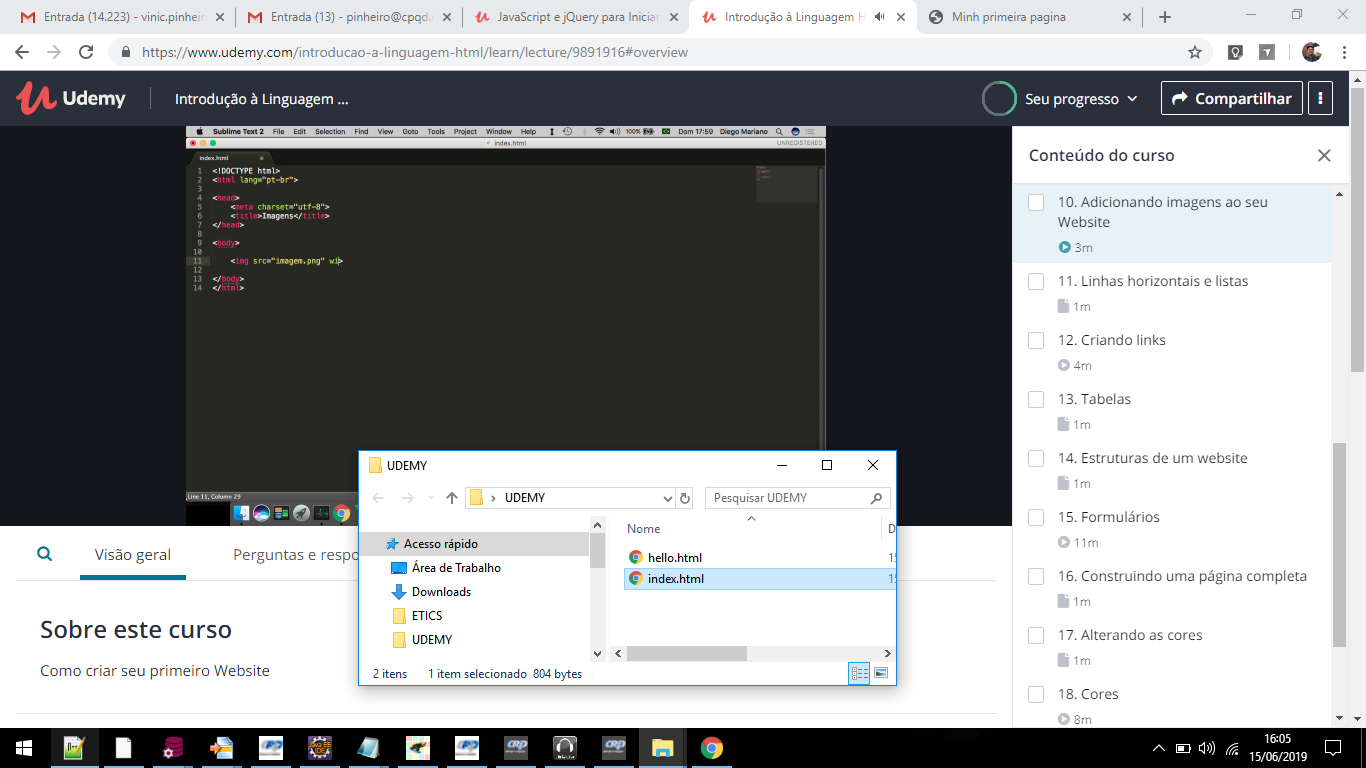 Entrada (14.223) - vinic.pinheir
Entrada (13) - pinheiro@cpqd.
JavaScript e jQuery para Iniciar
Introdução à Linguagem H
Minh primeira pagina
https://www.udemy.com/introducao-a-linguagem-html/learn/lecture/9891916#overview
Udemy
Introdução à Linguagem ...
Seu progresso
Compartilhar
Sublime Text 2 File Edit Selection Find View Goto Tools Project Window Help 100% Dom 17:59 Diego Mariano
index.html
UNREGISTERED
index.html
1 <!DOCTYPE html>
2 <html lang="pt-br">
3
4 <head>
5 <meta charset="utf-8">
6 <title>Imagens</title>
7 </head>
8
9 <body>
10
11 <img src="imagem.png" wi>
12
13 </body>
14 </html>
Line 11, Column 29
Conteúdo do curso
10. Adicionando imagens ao seu
Website
3m
11. Linhas horizontais e listas
1m
12. Criando links
4m
13. Tabelas
1m
14. Estruturas de um website
1m
15. Formulários
11m
16. Construindo uma página completa
1m
17. Alterando as cores
1m
18. Cores
8m
UDEMY
UDEMY
Pesquisar UDEMY
Acesso rápido
Área de Trabalho
Downloads
ETICS
UDEMY
Nome
D
hello.html
15
index.html
15
2 itens
1 item selecionado 804 bytes
Visão geral
Perguntas e respo
Sobre este curso
Como criar seu primeiro Website
16:05
15/06/2019